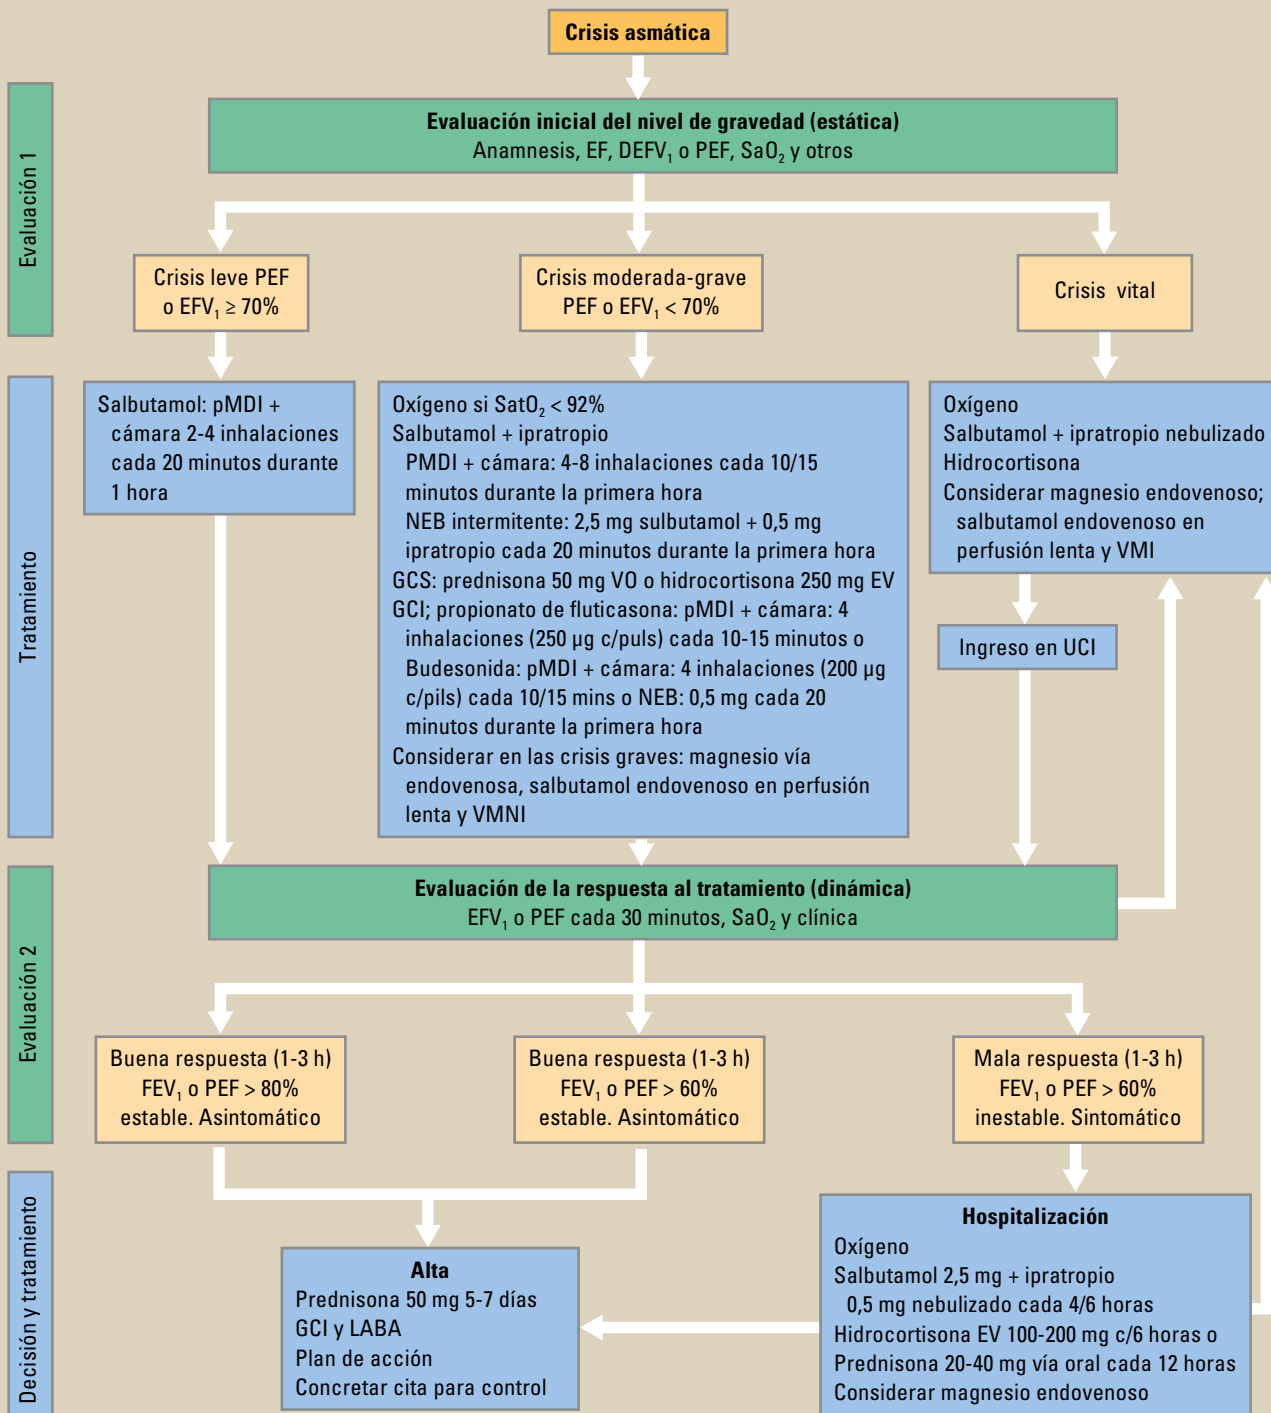 Crisis asmática
Evaluación 1
Evaluación inicial del nivel de gravedad (estática)
Anamnesis, EF, DEFV₁ o PEF, SaO₂ y otros
Crisis leve PEF
o EFV₁ ≥ 70%
Crisis moderada-grave
PEF o EFV₁ < 70%
Crisis vital
Tratamiento
Salbutamol: pMDI +
cámara 2-4 inhalaciones
cada 20 minutos durante
1 hora
Oxígeno si SatO₂ < 92%
Salbutamol + ipratropio
PMDI + cámara: 4-8 inhalaciones cada 10/15
minutos durante la primera hora
NEB intermitente: 2,5 mg sulbutamol + 0,5 mg
ipratropio cada 20 minutos durante la primera hora
GCS: prednisona 50 mg VO o hidrocortisona 250 mg EV
GCI; propionato de fluticasona: pMDI + cámara: 4
inhalaciones (250 µg c/puls) cada 10-15 minutos o
Budesonida: pMDI + cámara: 4 inhalaciones (200 µg
c/pils) cada 10/15 mins o NEB: 0,5 mg cada 20
minutos durante la primera hora
Considerar en las crisis graves: magnesio vía
endovenosa, salbutamol endovenoso en perfusión
lenta y VMNI
Oxígeno
Salbutamol + ipratropio nebulizado
Hidrocortisona
Considerar magnesio endovenoso;
salbutamol endovenoso en
perfusión lenta y VMI
Ingreso en UCI
Evaluación 2
Evaluación de la respuesta al tratamiento (dinámica)
EFV₁ o PEF cada 30 minutos, SaO₂ y clínica
Buena respuesta (1-3 h)
FEV₁ o PEF > 80%
estable. Asintomático
Buena respuesta (1-3 h)
FEV₁ o PEF > 60%
estable. Asintomático
Mala respuesta (1-3 h)
FEV₁ o PEF > 60%
inestable. Sintomático
Decisión y tratamiento
Alta
Prednisona 50 mg 5-7 días
GCI y LABA
Plan de acción
Concretar cita para control
Hospitalización
Oxígeno
Salbutamol 2,5 mg + ipratropio
0,5 mg nebulizado cada 4/6 horas
Hidrocortisona EV 100-200 mg c/6 horas o
Prednisona 20-40 mg vía oral cada 12 horas
Considerar magnesio endovenoso